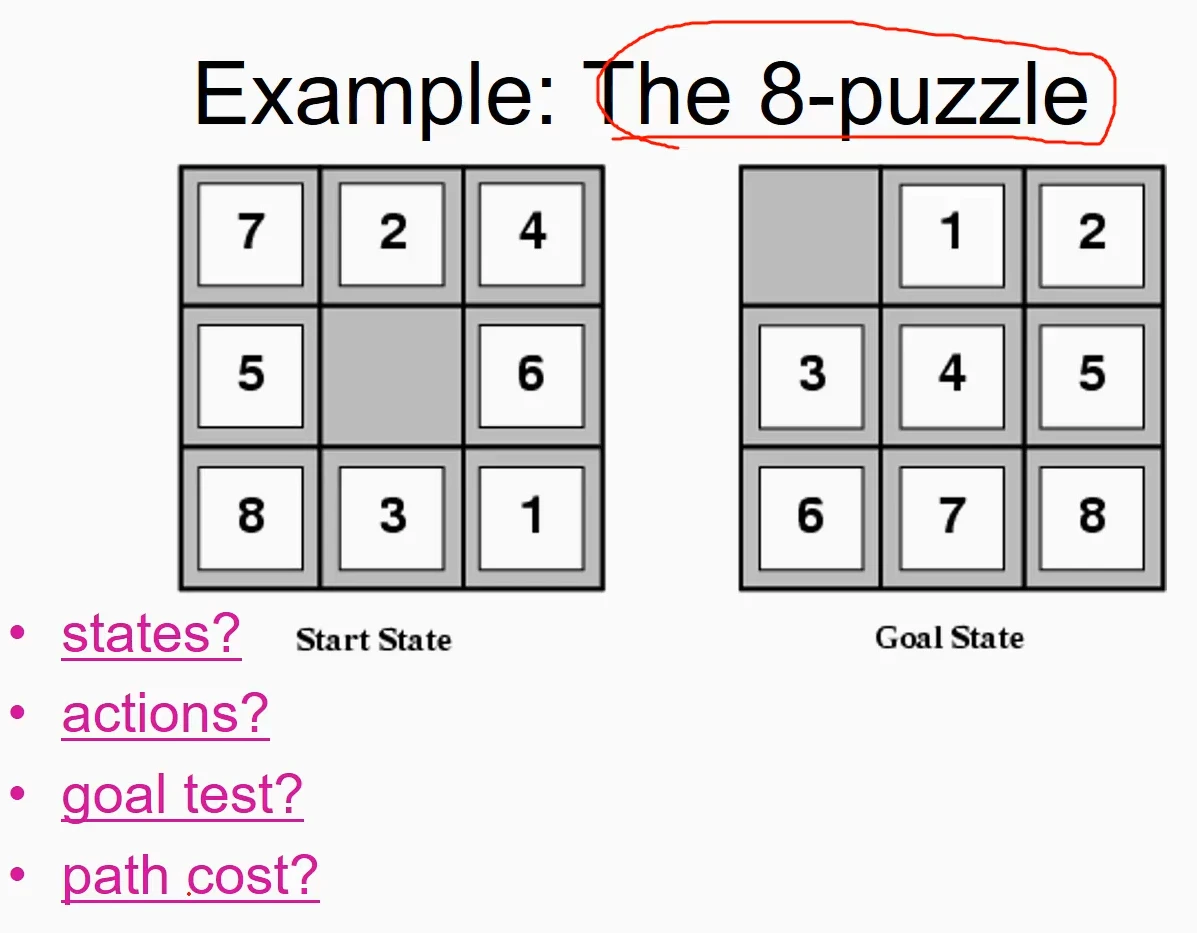 Example: The 8-puzzle
7 2 4 1 2
5 6 3 4 5
8 3 1 6 7 8
Start State Goal State
• states?
• actions?
• goal test?
• path cost?